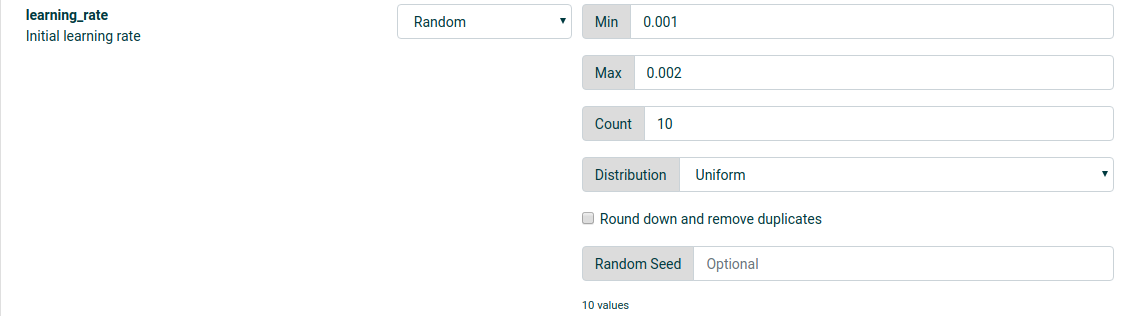 learning_rate
Initial learning rate
Random
Min 0.001
Max 0.002
Count 10
Distribution Uniform
Round down and remove duplicates
Random Seed Optional
10 values